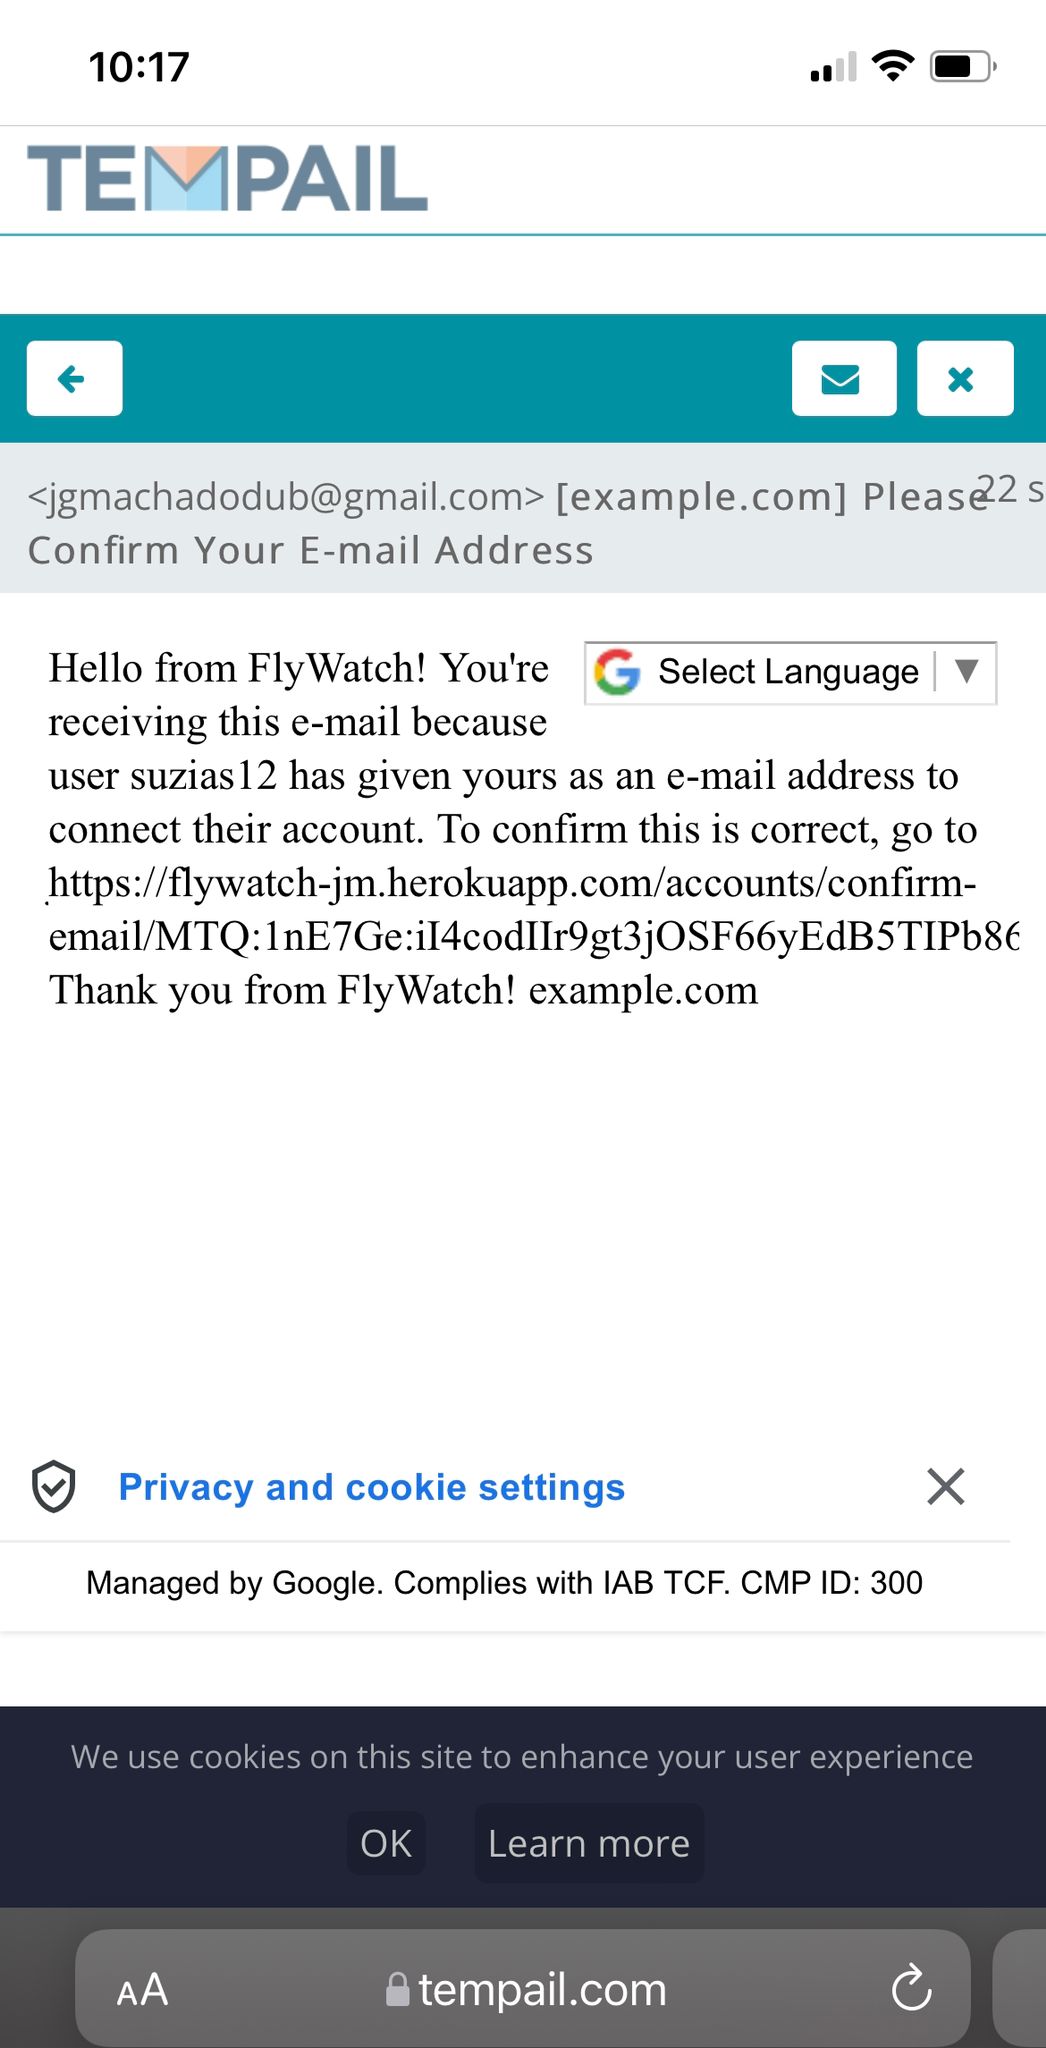 10:17
TEMPAIL
<jgmachadodub@gmail.com> [example.com] Please
22 s
Confirm Your E-mail Address
Hello from FlyWatch! You're
Select Language
receiving this e-mail because
user suzias12 has given yours as an e-mail address to
connect their account. To confirm this is correct, go to
https://flywatch-jm.herokuapp.com/accounts/confirm-
email/MTQ:1nE7Ge:iI4codIIr9gt3jOSF66yEdB5TIPb86
Thank you from FlyWatch! example.com
Privacy and cookie settings
Managed by Google. Complies with IAB TCF. CMP ID: 300
We use cookies on this site to enhance your user experience
OK Learn more
AA tempail.com